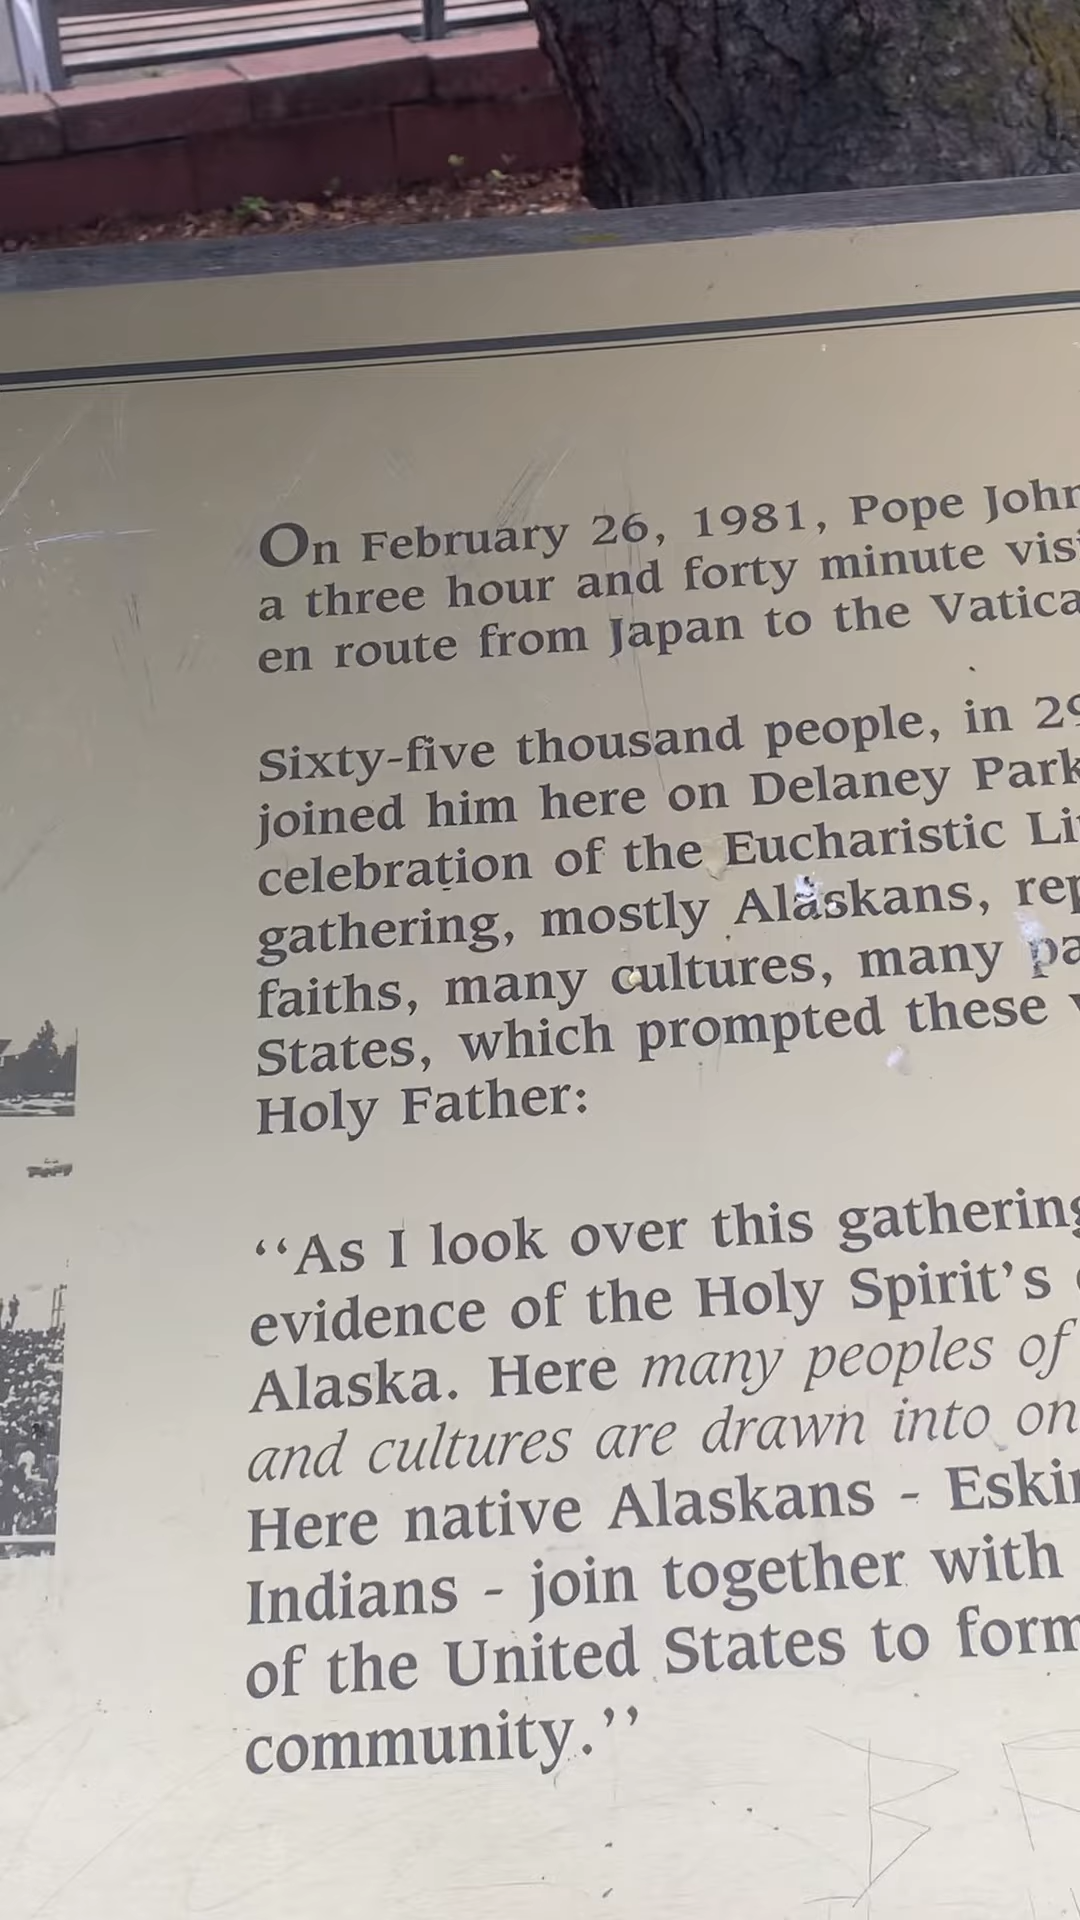 On February 26, 1981, Pope John
a three hour and forty minute
en route from Japan to the
Sixty-five thousand people, in
joined him here on Delaney Park
celebration of the Eucharistic
gathering, mostly Alaskans,
faiths, many cultures, many
States, which prompted these
Holy Father:
‘‘As I look over this gathering
evidence of the Holy Spirit’s
Alaska. Here many peoples of
and cultures are drawn into
Here native Alaskans -
Indians - join together with
of the United States to form
community.’’